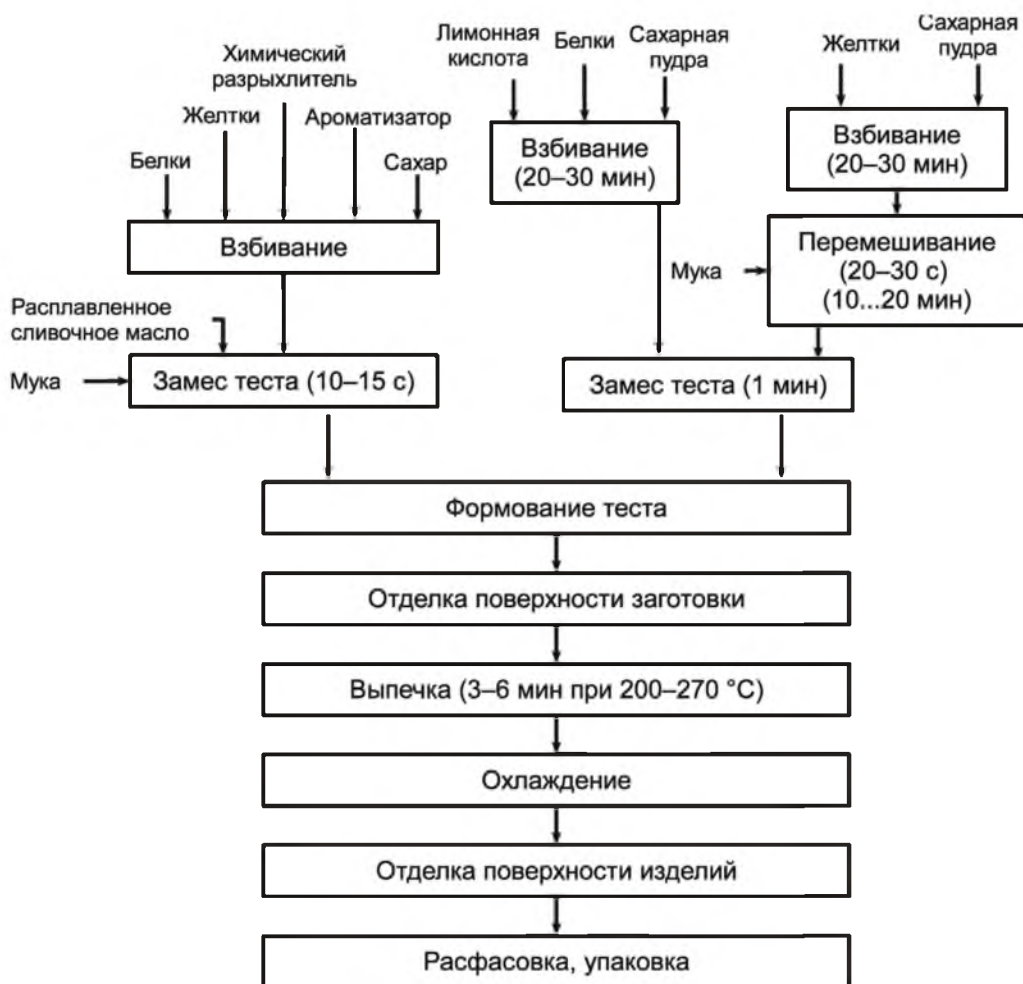 Химический
разрыхлитель
Желтки
Ароматизатор
Белки
Сахар
Взбивание
Расплавленное
сливочное масло
Мука
Замес теста (10–15 с)
Лимонная
кислота
Белки
Сахарная
пудра
Взбивание
(20–30 мин)
Желтки
Сахарная
пудра
Взбивание
(20–30 мин)
Мука
Перемешивание
(20–30 с)
(10...20 мин)
Замес теста (1 мин)
Формование теста
Отделка поверхности заготовки
Выпечка (3–6 мин при 200–270 °C)
Охлаждение
Отделка поверхности изделий
Расфасовка, упаковка